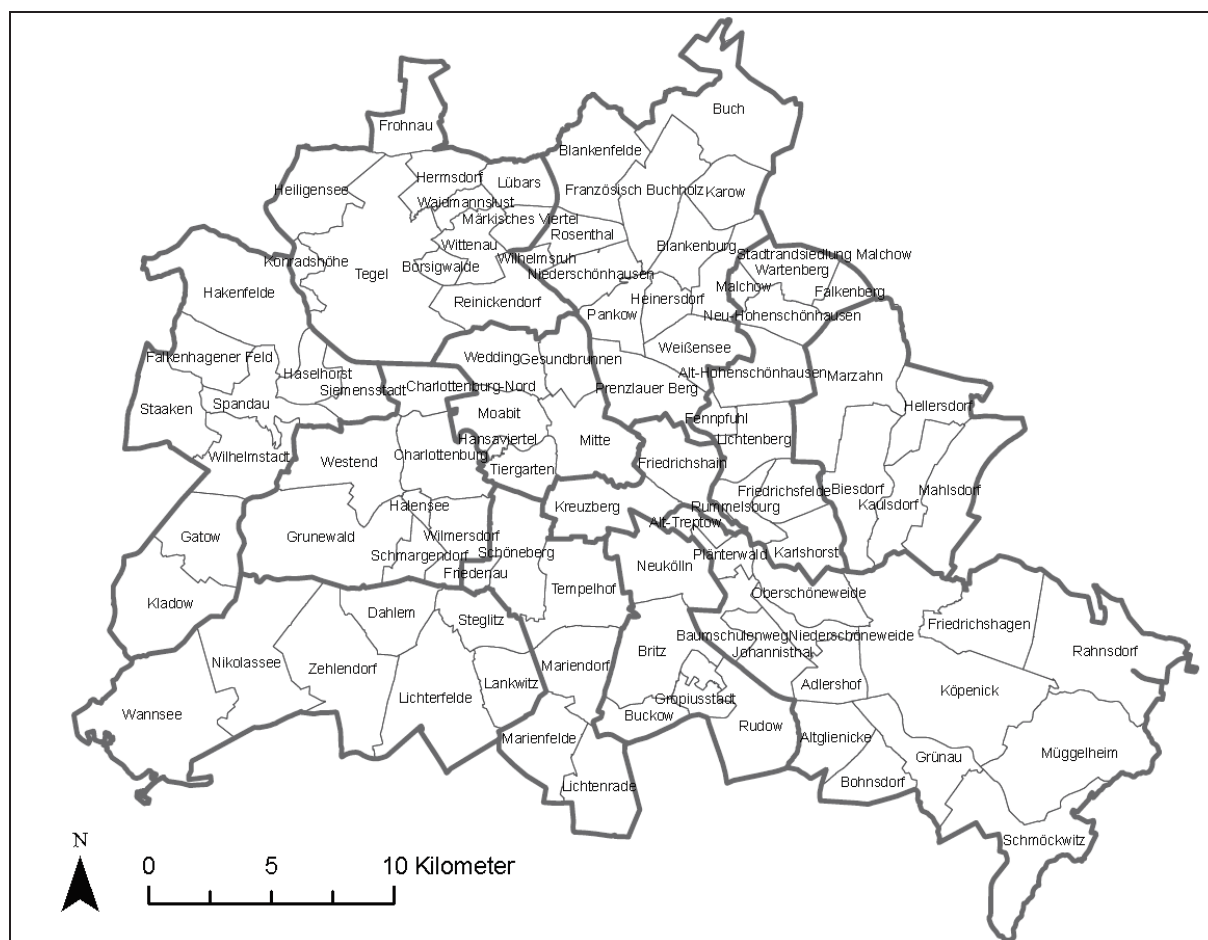 Buch
Frohnau
Blankenfelde
Hermsdorf
Lübars
Heiligensee
Französisch Buchholz
Karow
Waidmannslust
Märkisches Viertel
Rosenthal
Wittenau
Blankenburg
Stadtrandsiedlung Malchow
Wilhelmsruh
Konradshöhe
Borsigwalde
Tegel
Niederschönhausen
Wartenberg
Malchow
Falkenberg
Hakenfelde
Reinickendorf
Heinersdorf
Pankow
Neu-Hohenschönhausen
Weißensee
Falkenhagener Feld
Wedding
Gesundbrunnen
Haselhorst
Alt-Hohenschönhausen
Marzahn
Siemensstadt
Charlottenburg-Nord
Prenzlauer Berg
Spandau
Staaken
Moabit
Hellersdorf
Fennpfuhl
Hansaviertel
Mitte
Lichtenberg
Wilhelmstadt
Westend
Charlottenburg
Tiergarten
Friedrichshain
Friedrichsfelde
Biesdorf
Mahlsdorf
Kaulsdorf
Halensee
Kreuzberg
Rummelsburg
Alt-Treptow
Gatow
Grunewald
Wilmersdorf
Schmargendorf
Schöneberg
Plänterwald
Karlshorst
Friedenau
Neukölln
Kladow
Tempelhof
Oberschöneweide
Dahlem
Steglitz
Friedrichshagen
Baumschulenweg
Niederschöneweide
Britz
Johannisthal
Rahnsdorf
Nikolassee
Zehlendorf
Mariendorf
Lankwitz
Adlershof
Köpenick
Lichterfelde
Gropiusstadt
Wannsee
Buckow
Rudow
Marienfelde
Altglienicke
Müggelheim
Grünau
Bohnsdorf
Lichtenrade
Schmöckwitz
N
0 5 10 Kilometer